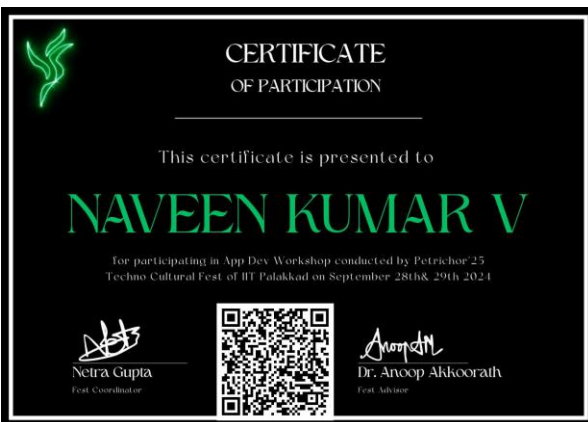 CERTIFICATE
OF PARTICIPATION
This certificate is presented to
NAVEEN KUMAR V
for participating in App Dev Workshop conducted by Petrichor'25
Techno Cultural Fest of IIT Palakkad on September 28th& 29th 2024
Netra Gupta
Fest Coordinator
AnoopAM
Dr. Anoop Akkoorath
Fest Advisor